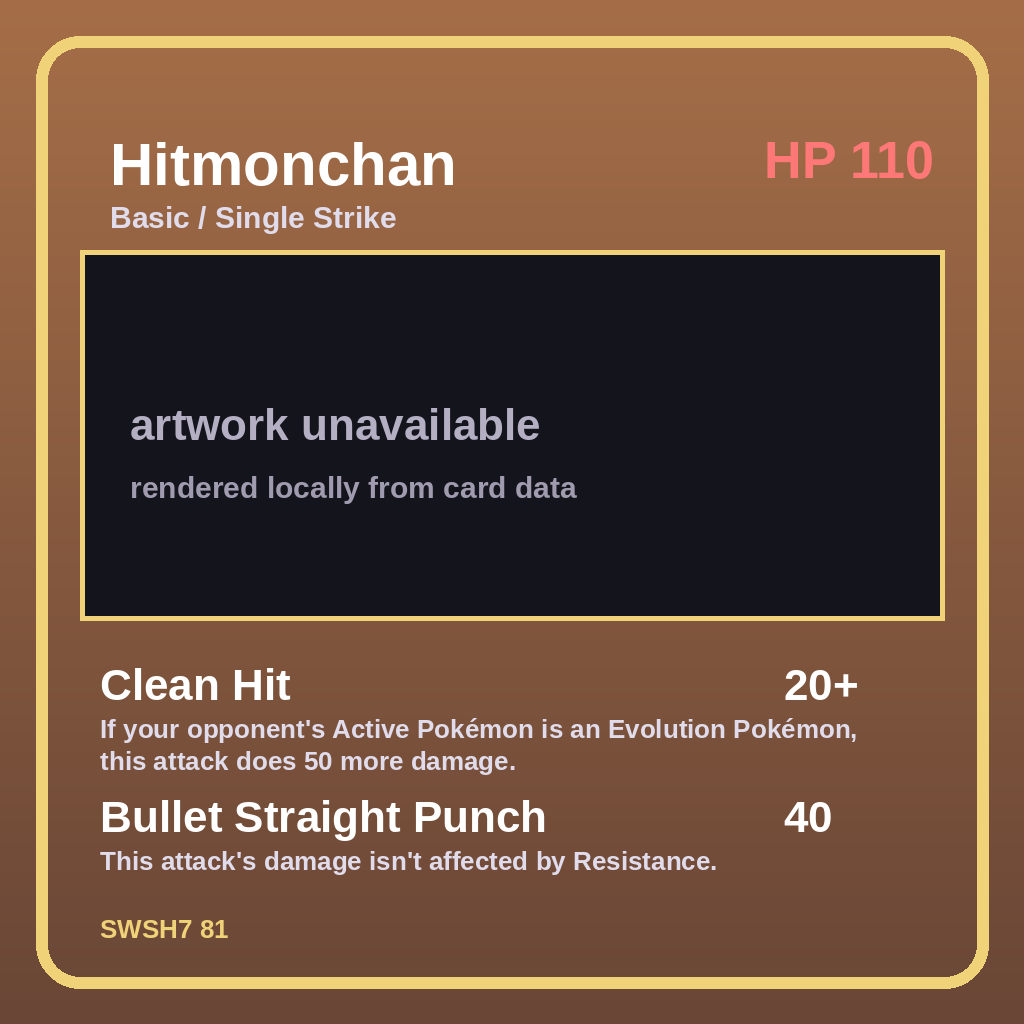 Hitmonchan
HP 110
Basic / Single Strike
artwork unavailable
rendered locally from card data
Clean Hit
20+
If your opponent's Active Pokémon is an Evolution Pokémon,
this attack does 50 more damage.
Bullet Straight Punch
40
This attack's damage isn't affected by Resistance.
SWSH7 81